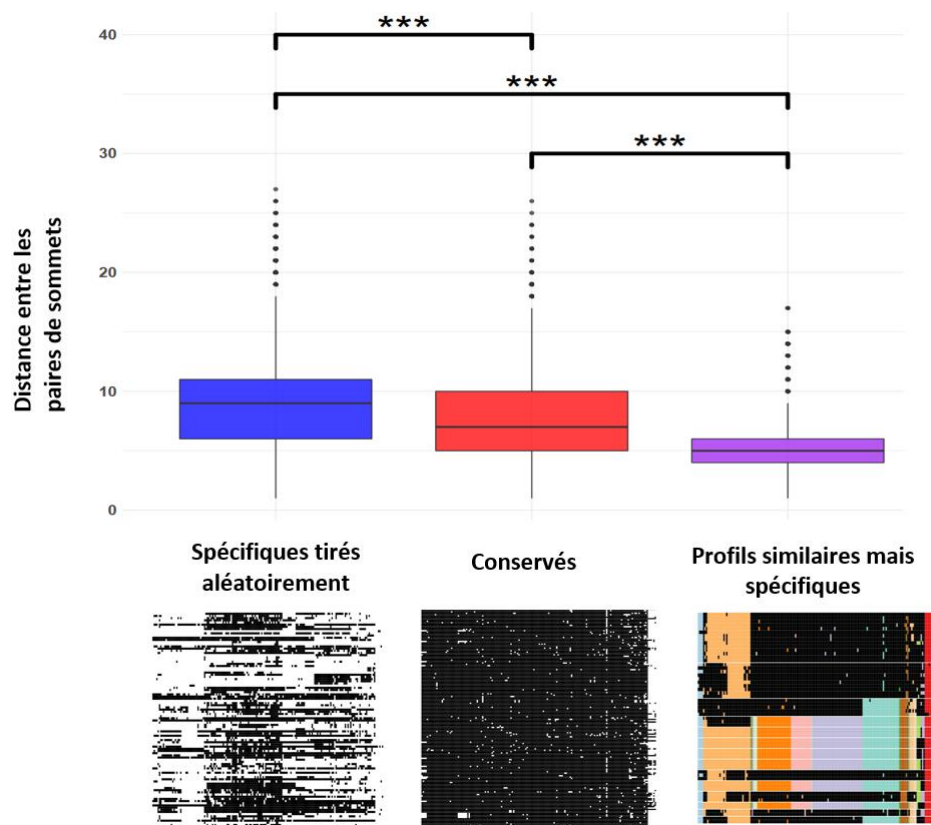 40
***
***
30
***
20
10
0
Distance entre les
paires de sommets
Spécifiques tirés
aléatoirement
Conservés
Profils similaires mais
spécifiques